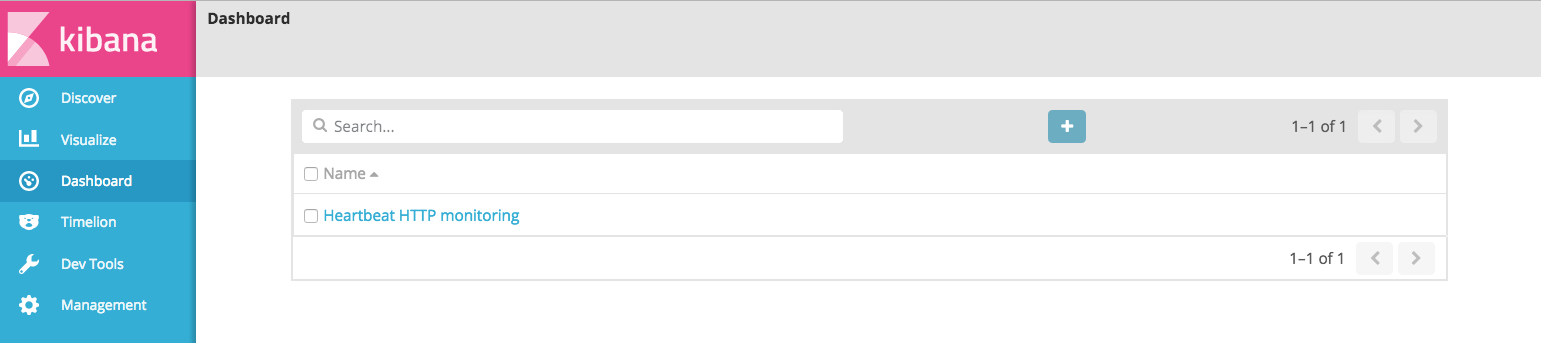 kibana
Discover
Visualize
Dashboard
Timelion
Dev Tools
Management
Dashboard
Search...
1–1 of 1
Name
Heartbeat HTTP monitoring
1–1 of 1